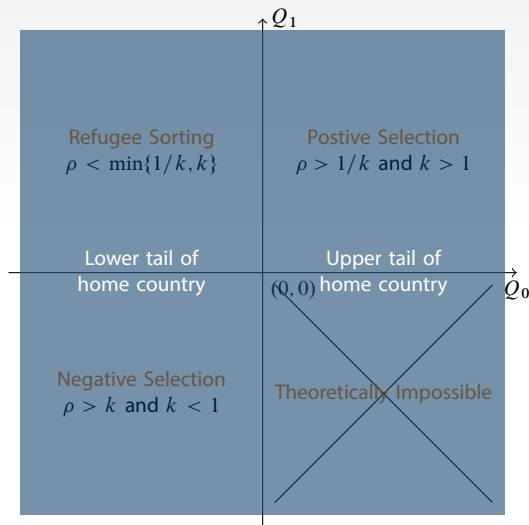 Q₁
Refugee Sorting
ρ < min{1/k, k}
Postive Selection
ρ > 1/k and k > 1
Lower tail of
home country
Upper tail of
home country
(0, 0)
Q₀
Negative Selection
ρ > k and k < 1
Theoretically Impossible